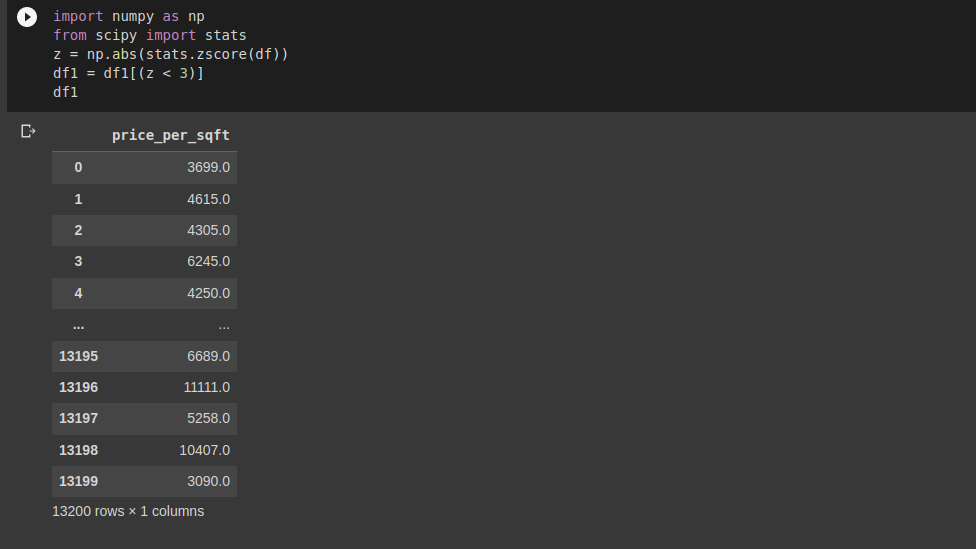 import numpy as np
from scipy import stats
z = np.abs(stats.zscore(df))
df1 = df1[(z < 3)]
df1
price_per_sqft
0 3699.0
1 4615.0
2 4305.0
3 6245.0
4 4250.0
... ...
13195 6689.0
13196 11111.0
13197 5258.0
13198 10407.0
13199 3090.0
13200 rows × 1 columns